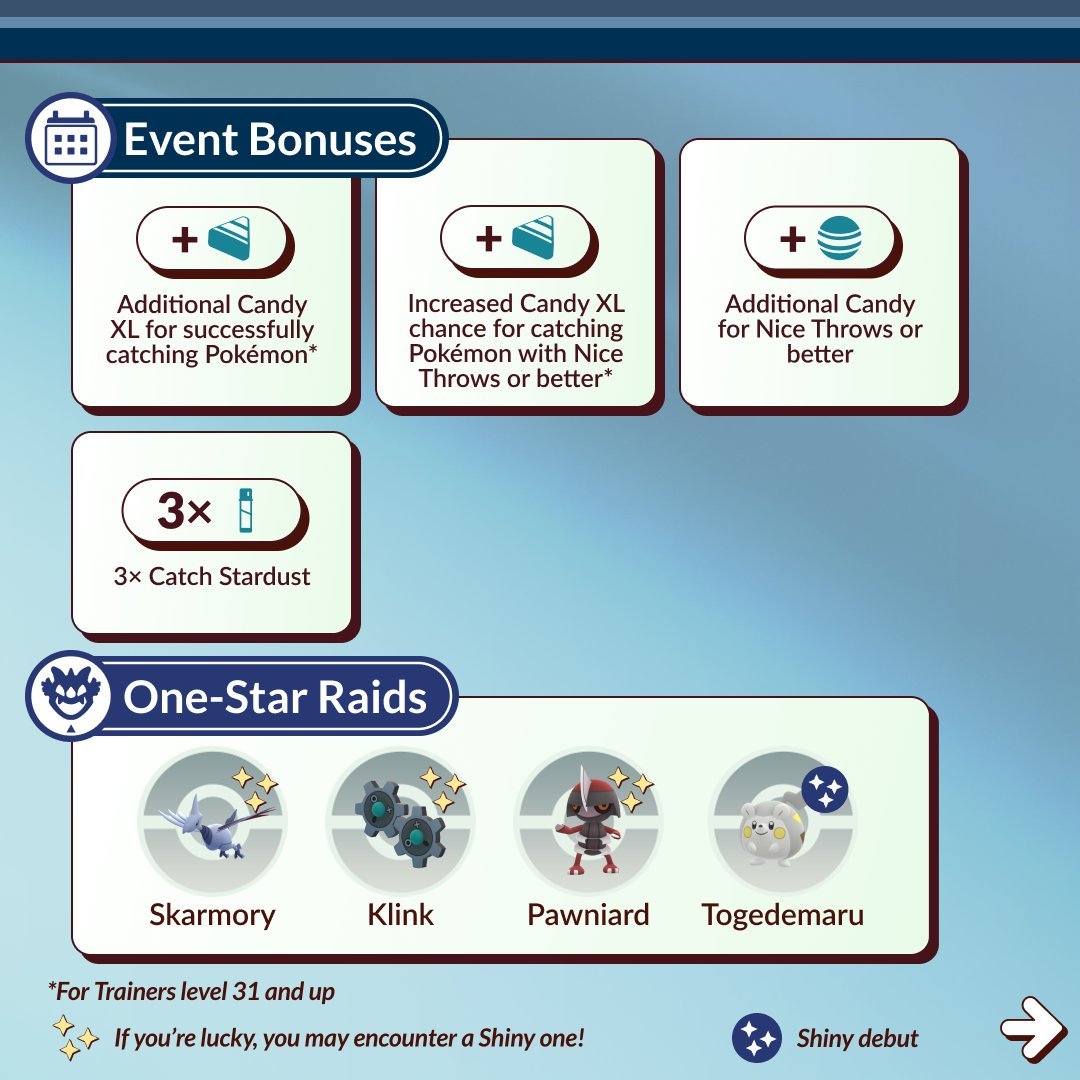 Event Bonuses
+
Additional Candy
XL for successfully
catching Pokémon*
+
Increased Candy XL
chance for catching
Pokémon with Nice
Throws or better*
+
Additional Candy
for Nice Throws or
better
3×
3× Catch Stardust
One-Star Raids
Skarmory
Klink
Pawniard
Togedemaru
*For Trainers level 31 and up
If you’re lucky, you may encounter a Shiny one!
Shiny debut